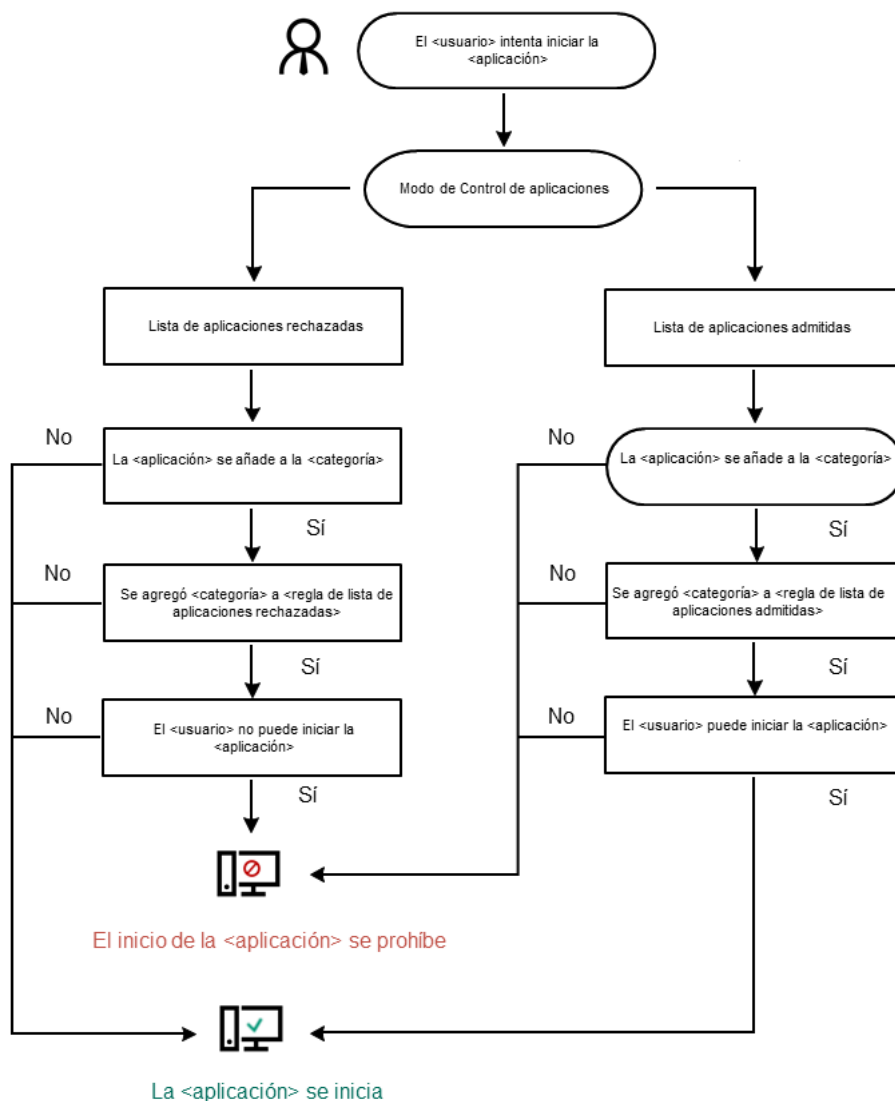 El <usuario> intenta iniciar la
<aplicación>
Modo de Control de aplicaciones
Lista de aplicaciones rechazadas
Lista de aplicaciones admitidas
No
La <aplicación> se añade a la <categoría>
No
La <aplicación> se añade a la <categoría>
Sí
Sí
No
Se agregó <categoría> a <regla de lista de
aplicaciones rechazadas>
No
Se agregó <categoría> a <regla de lista de
aplicaciones admitidas>
Sí
Sí
No
El <usuario> no puede iniciar la
<aplicación>
No
El <usuario> puede iniciar la <aplicación>
Sí
Sí
El inicio de la <aplicación> se prohíbe
La <aplicación> se inicia